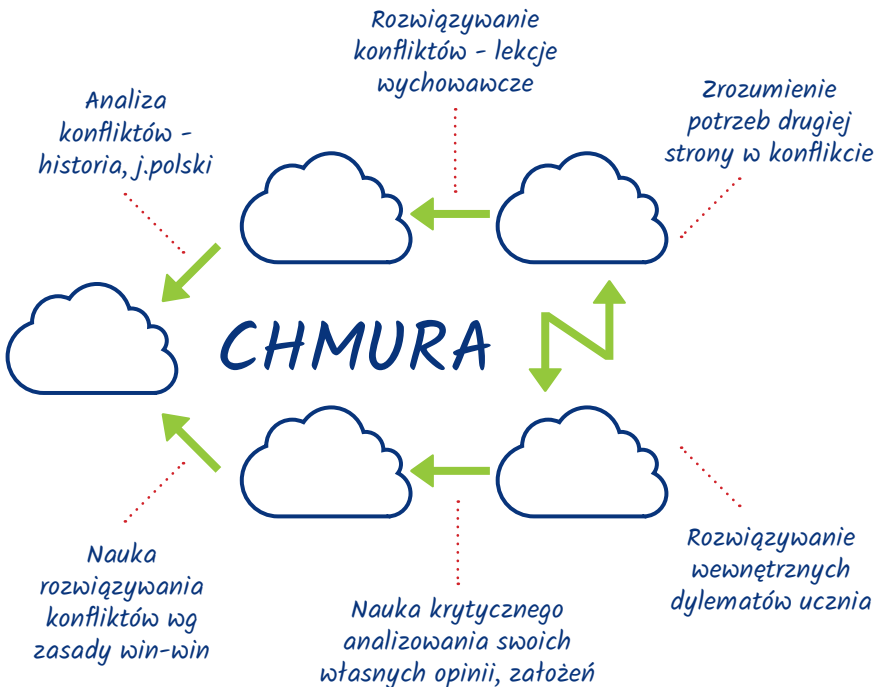 Rozwiązywanie
konfliktów - lekcje
wychowawcze
Analiza
konfliktów -
historia, j.polski
Zrozumienie
potrzeb drugiej
strony w konflikcie
CHMURA
Nauka
rozwiązywania
konfliktów wg
zasady win-win
Nauka krytycznego
analizowania swoich
własnych opinii, założeń
Rozwiązywanie
wewnętrznych
dylematów ucznia